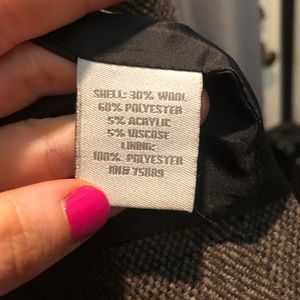 SHELL: 30% WOOL
60% POLYESTER
5% ACRYLIC
5% VISCOSE
LINING:
100% POLYESTER
RN# 75889